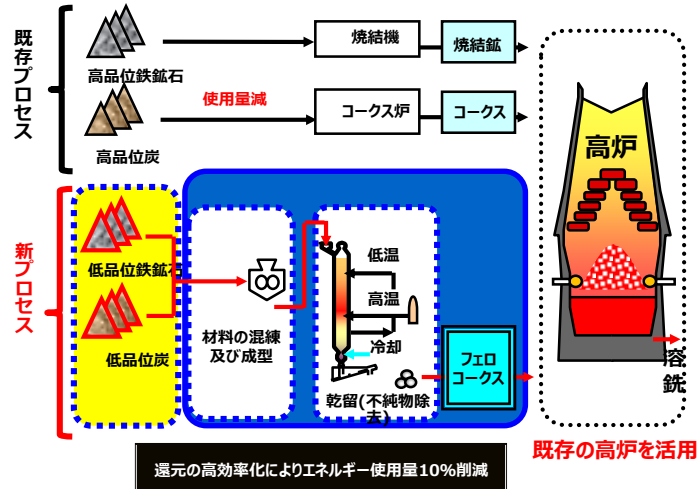 既存プロセス
高品位鉄鉱石
焼結機
焼結鉱
使用量減
高品位炭
コークス炉
コークス
高炉
新プロセス
低品位鉄鉱石
低品位炭
材料の混練
及び成型
低温
高温
冷却
乾留(不純物除
去)
フェロ
コークス
溶
銑
既存の高炉を活用
還元の高効率化によりエネルギー使用量10%削減